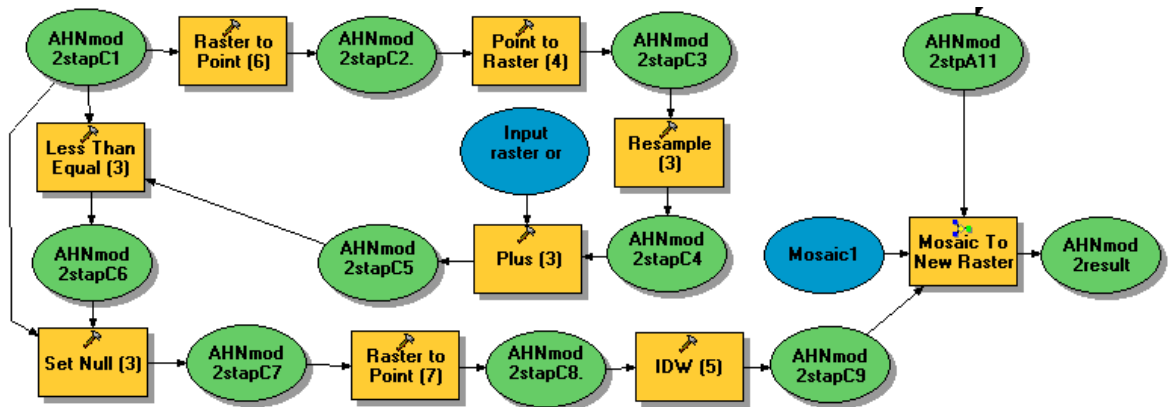 AHNmod
2stapC1
Raster to
Point (6)
AHNmod
2stapC2.
Point to
Raster (4)
AHNmod
2stapC3
AHNmod
2stpA11
Less Than
Equal (3)
Input
raster or
Resample
(3)
AHNmod
2stapC6
AHNmod
2stapC5
Plus (3)
AHNmod
2stapC4
Mosaic1
Mosaic To
New Raster
AHNmod
2result
Set Null (3)
AHNmod
2stapC7
Raster to
Point (7)
AHNmod
2stapC8.
IDW (5)
AHNmod
2stapC9